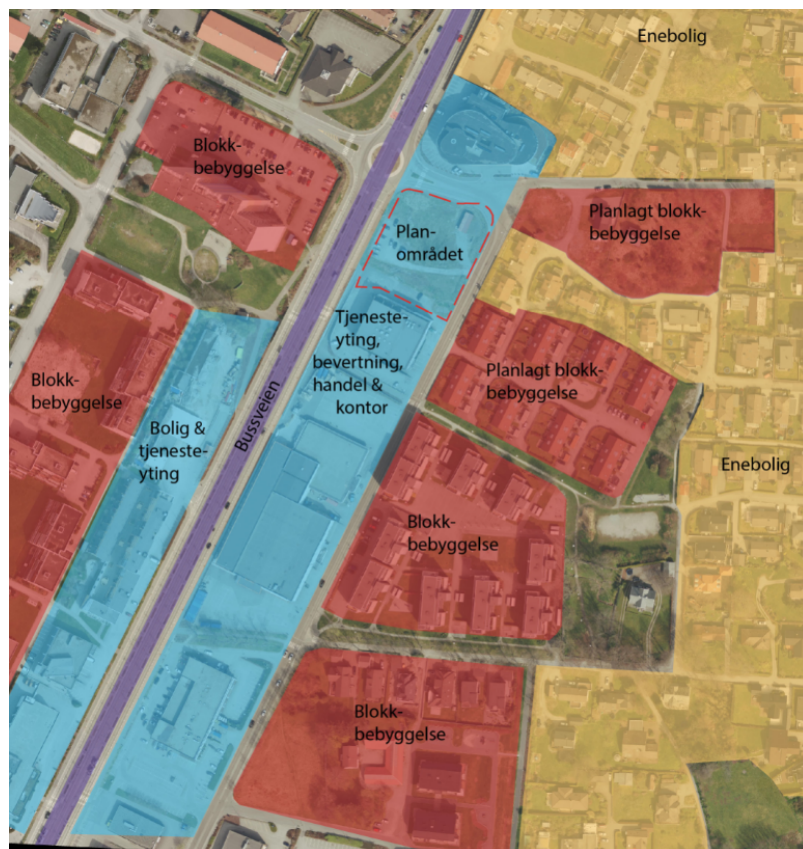 Enebolig
Blokk-
bebyggelse
Planlagt blokk-
bebyggelse
Plan-
området
Tjeneste-
yting,
bevertning,
handel &
kontor
Blokk-
bebyggelse
Planlagt blokk-
bebyggelse
Bolig &
tjeneste-
yting
Bussveien
Enebolig
Blokk-
bebyggelse
Blokk-
bebyggelse